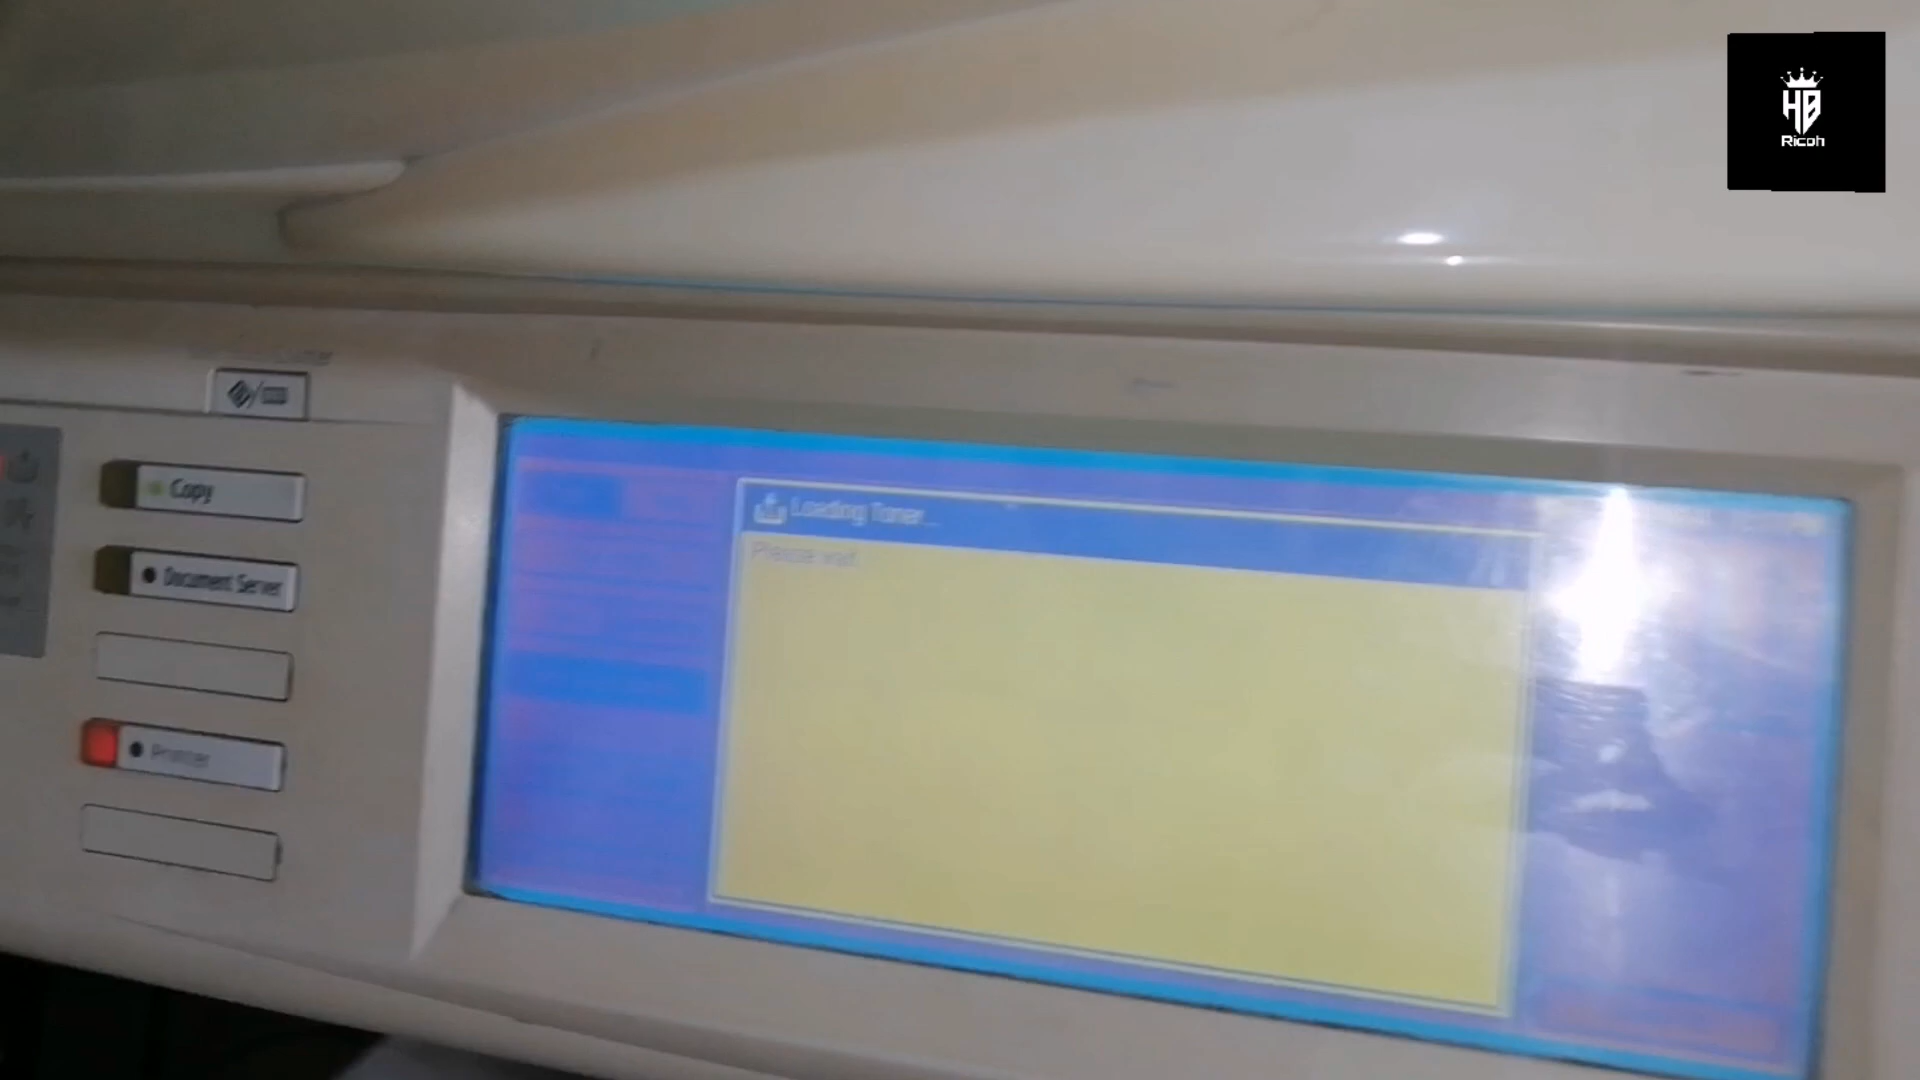 HB
Ricoh
Copy
Document Server
Printer
Loading Toner...
Please wait.